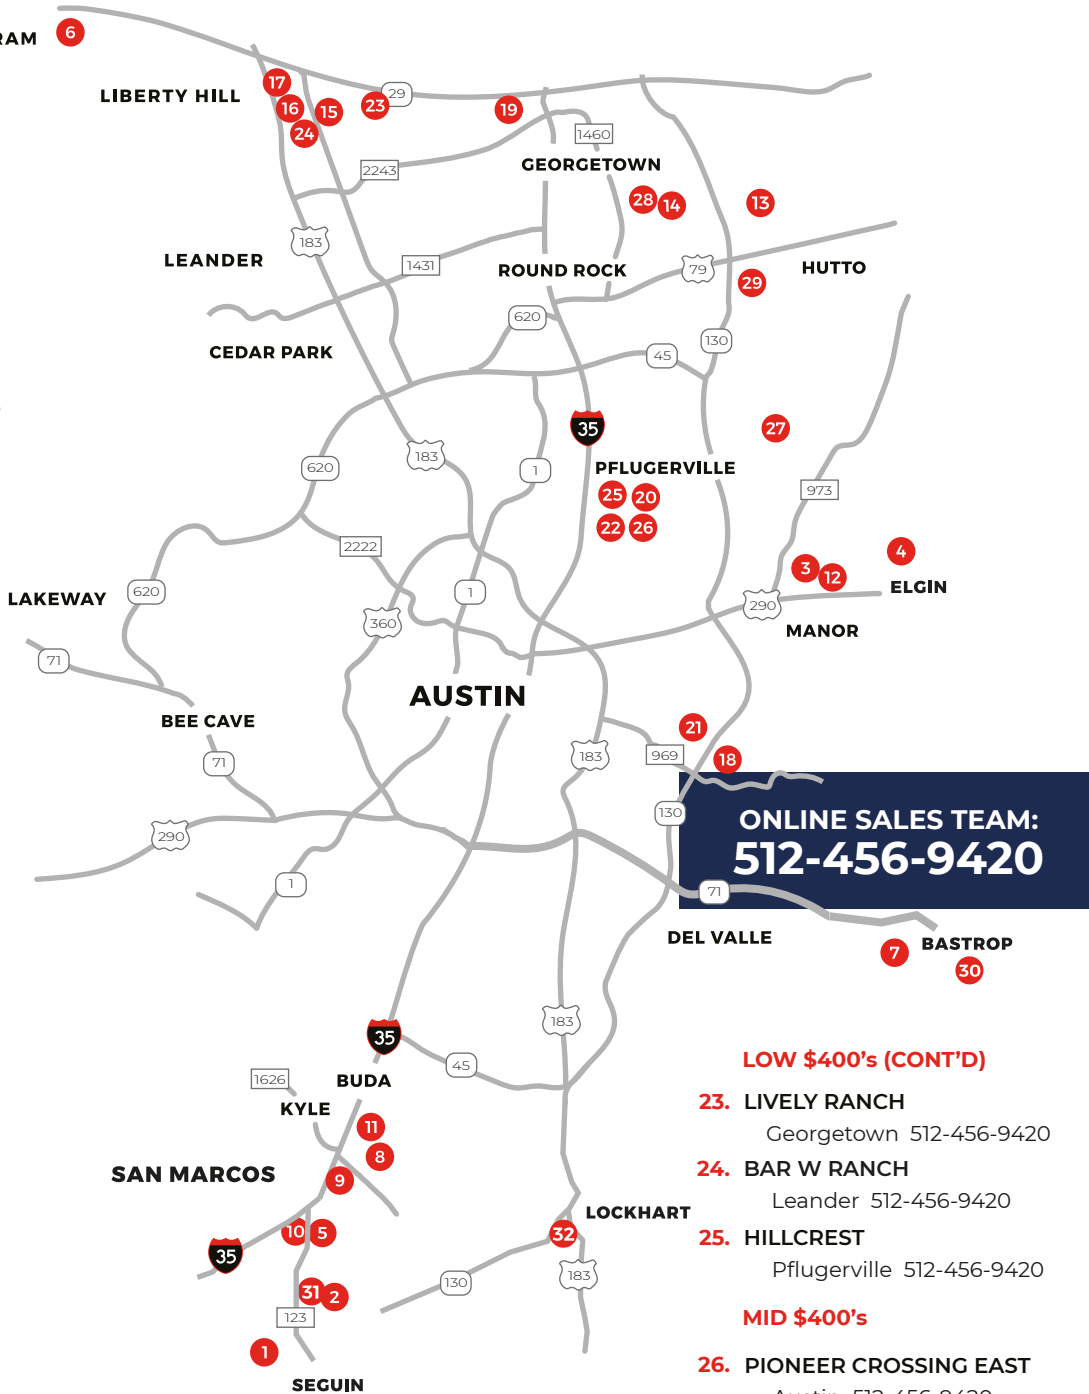 RAM
6
17
LIBERTY HILL
16
15
23
29
19
24
1460
2243
GEORGETOWN
28
14
13
183
LEANDER
1431
ROUND ROCK
79
HUTTO
29
620
130
CEDAR PARK
45
35
27
183
620
1
PFLUGERVILLE
973
25
20
22
26
2222
4
3
12
ELGIN
620
LAKEWAY
1
290
360
MANOR
71
AUSTIN
BEE CAVE
21
183
969
18
71
130
ONLINE SALES TEAM:
512-456-9420
290
1
71
DEL VALLE
BASTROP
7
30
183
35
45
1626
BUDA
KYLE
11
8
SAN MARCOS
9
LOCKHART
10
5
32
35
183
130
31
2
123
1
SEGUIN
LOW $400's (CONT'D)
23. LIVELY RANCH
Georgetown 512-456-9420
24. BAR W RANCH
Leander 512-456-9420
25. HILLCREST
Pflugerville 512-456-9420
MID $400's
26. PIONEER CROSSING EAST
Austin 512-456-9420